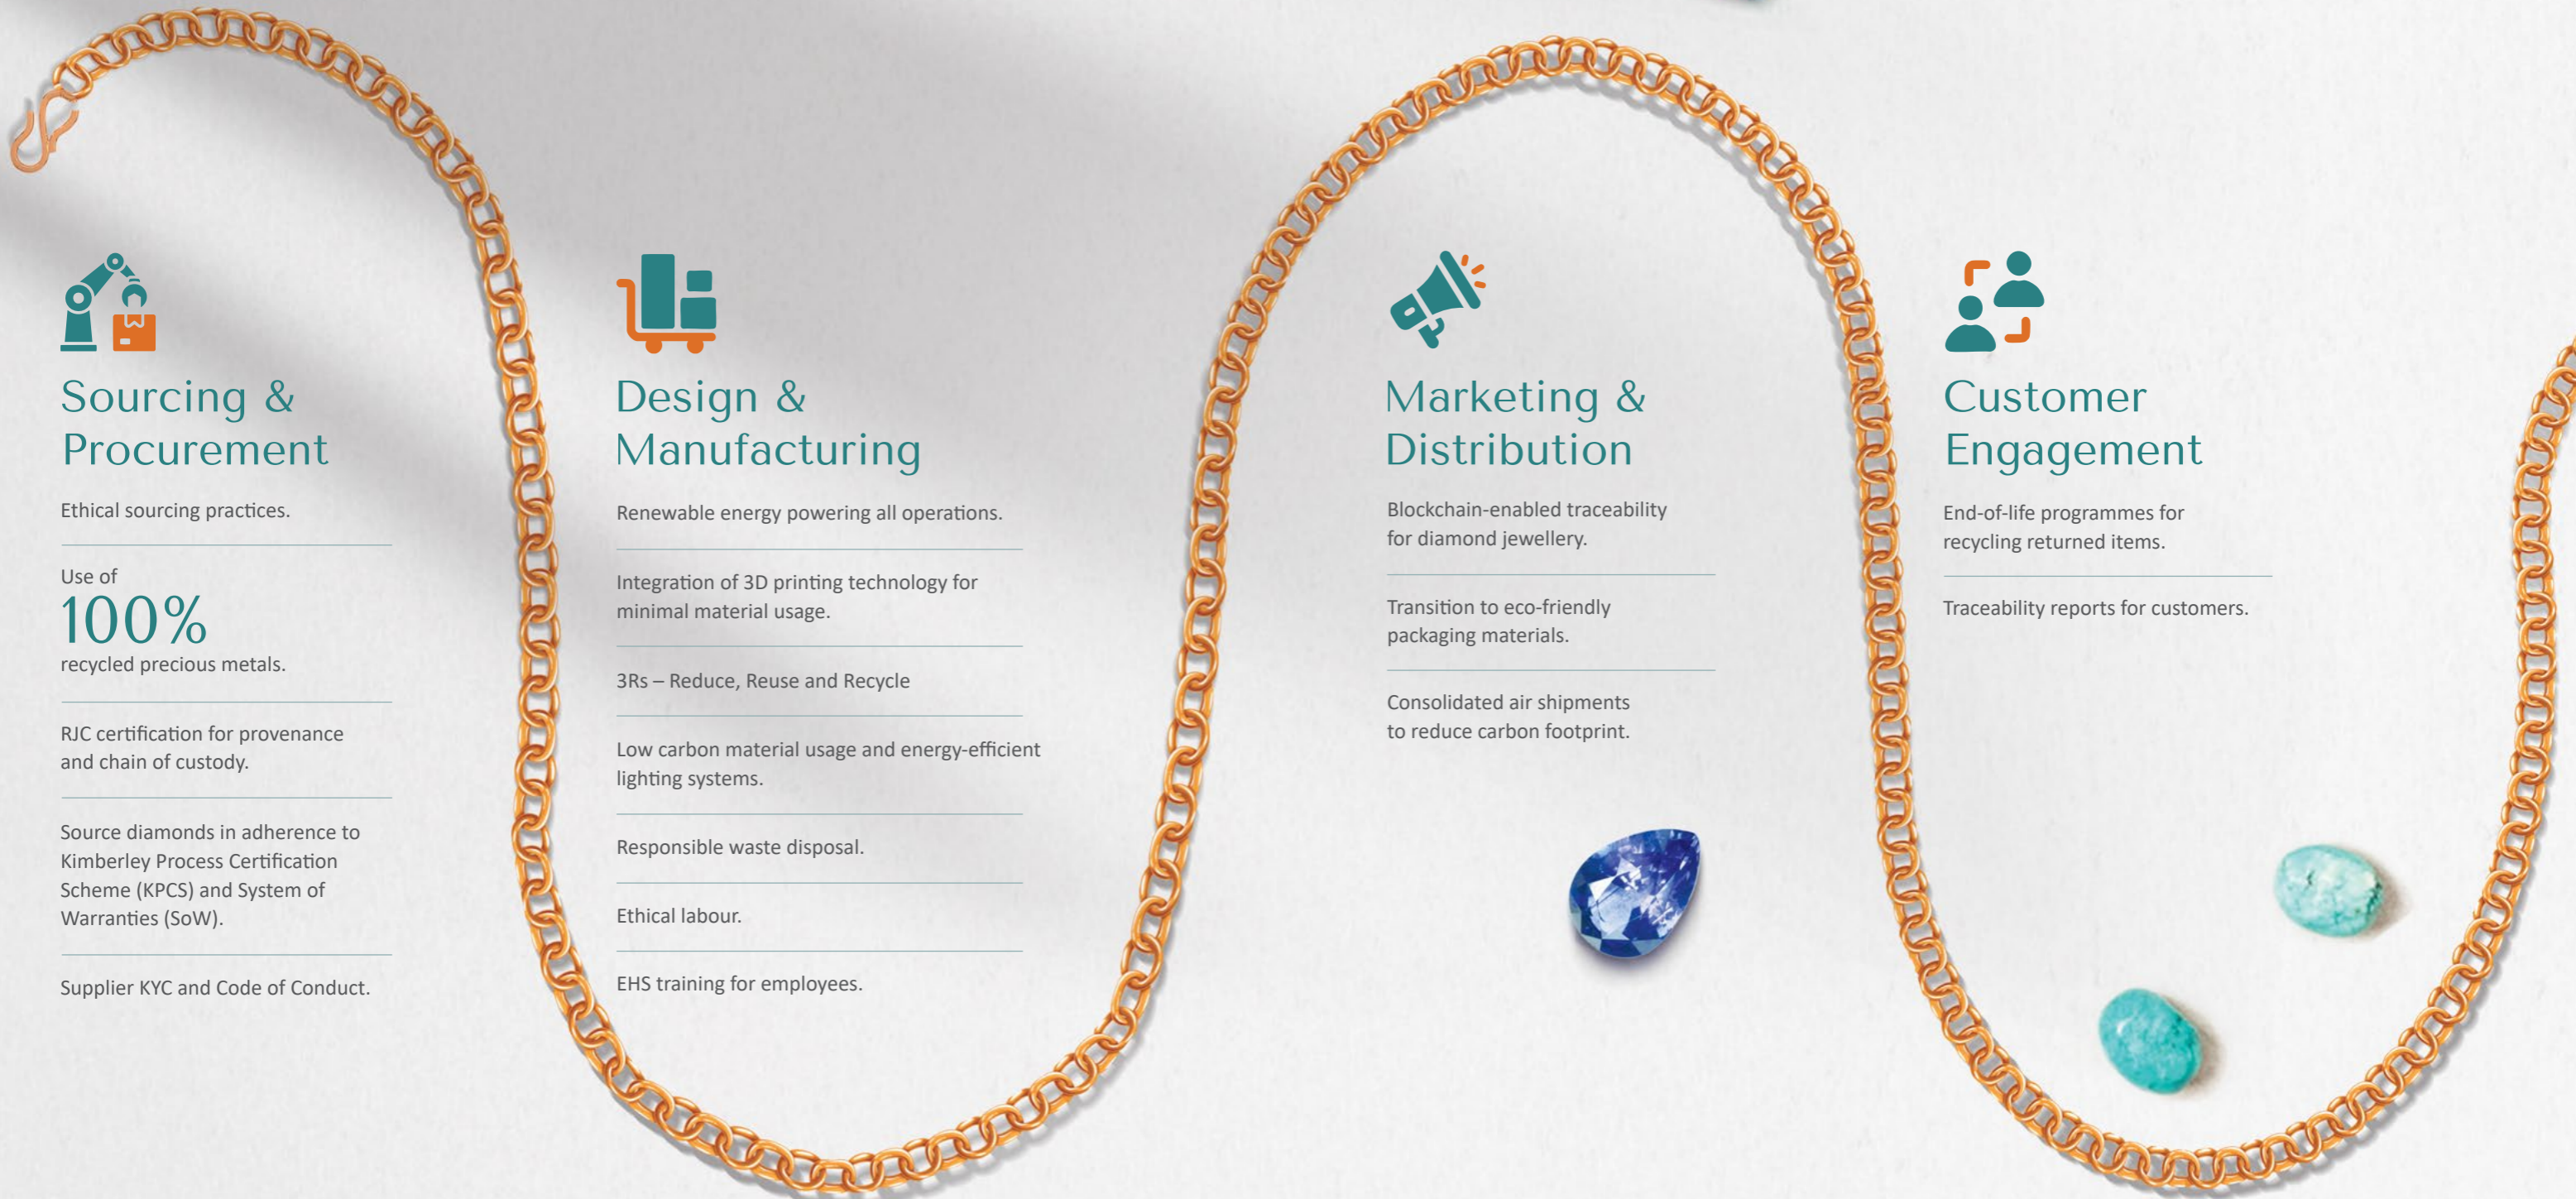 Sourcing &
Procurement
Ethical sourcing practices.
Use of
100%
recycled precious metals.
RJC certification for provenance
and chain of custody.
Source diamonds in adherence to
Kimberley Process Certification
Scheme (KPCS) and System of
Warranties (SoW).
Supplier KYC and Code of Conduct.
Design &
Manufacturing
Renewable energy powering all operations.
Integration of 3D printing technology for
minimal material usage.
3Rs – Reduce, Reuse and Recycle
Low carbon material usage and energy-efficient
lighting systems.
Responsible waste disposal.
Ethical labour.
EHS training for employees.
Marketing &
Distribution
Blockchain-enabled traceability
for diamond jewellery.
Transition to eco-friendly
packaging materials.
Consolidated air shipments
to reduce carbon footprint.
Customer
Engagement
End-of-life programmes for
recycling returned items.
Traceability reports for customers.